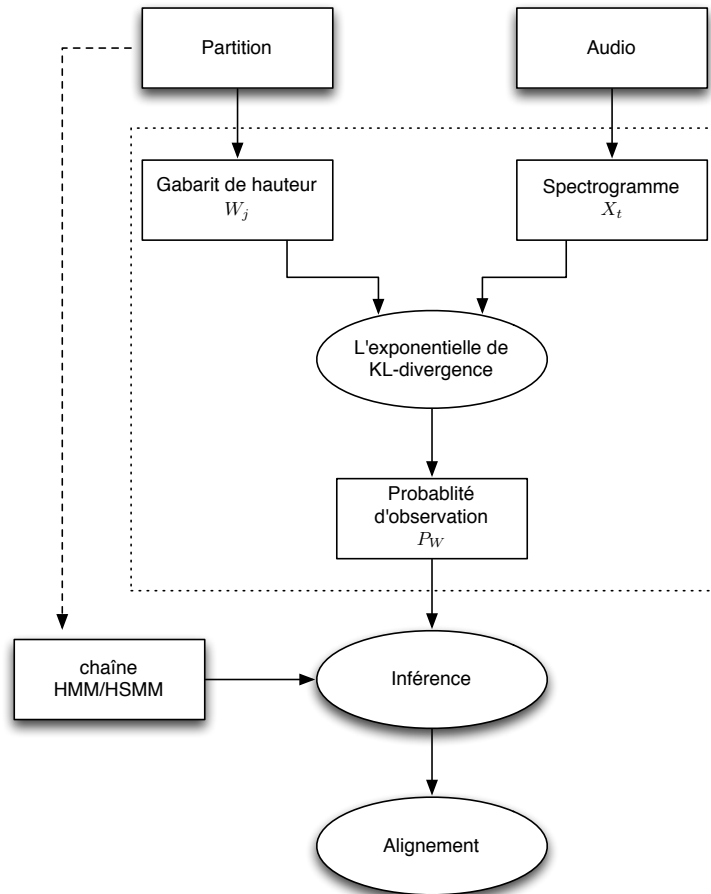 Partition
Audio
Gabarit de hauteur
W_j
Spectrogramme
X_t
L'exponentielle de
KL-divergence
Probablité
d'observation
P_W
chaîne
HMM/HSMM
Inférence
Alignement